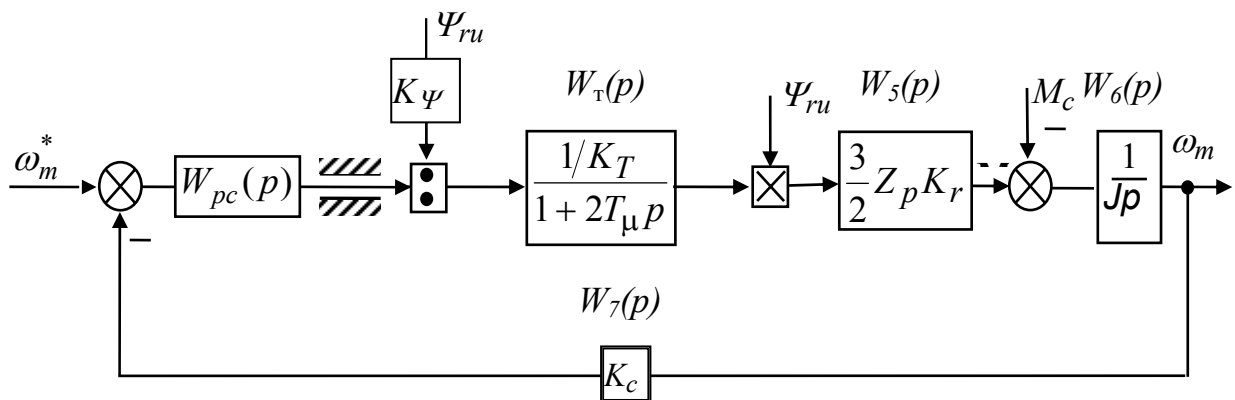 Ψ_ru
K_Ψ
W_т(p)
Ψ_ru
W_5(p)
M_c
W_6(p)
ω_m^*
W_pc(p)
1/K_T
1 + 2T_μ p
3/2 Z_p K_r
1
Jp
ω_m
−
−
W_7(p)
K_c